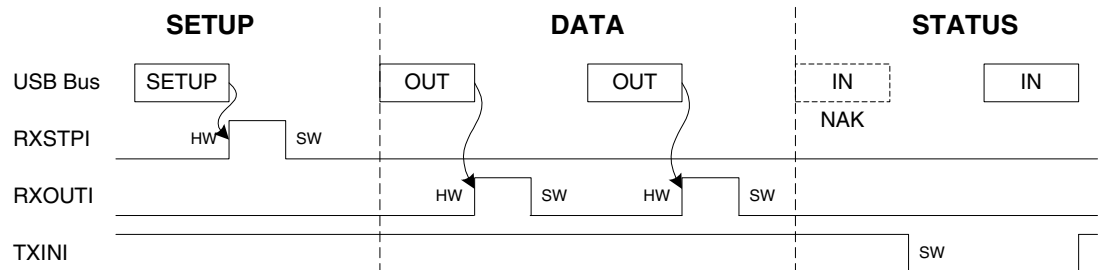 SETUP DATA STATUS
USB Bus SETUP OUT OUT IN IN
NAK
RXSTPI HW SW
RXOUTI HW SW HW SW
TXINI SW